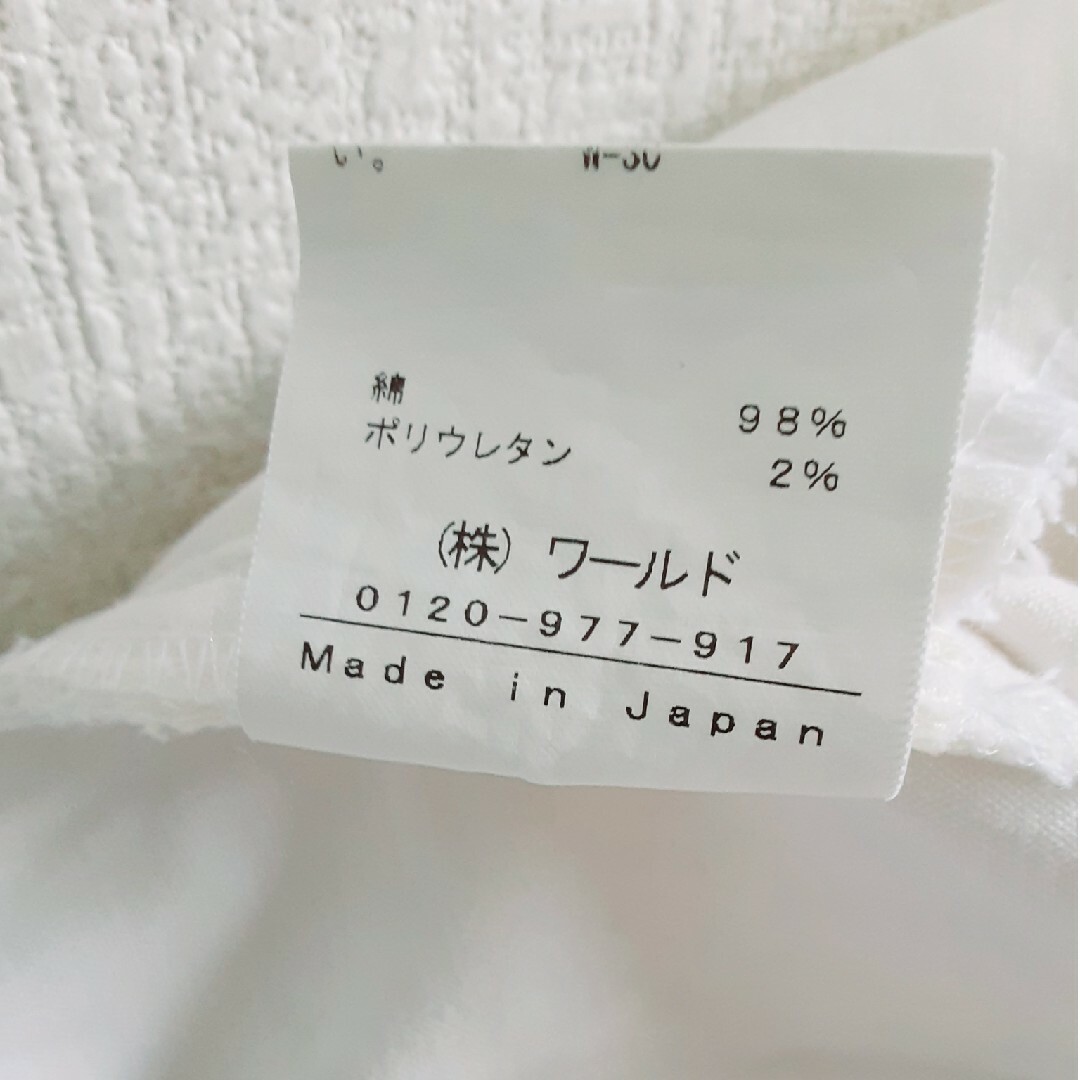 い。
綿 98%
ポリウレタン 2%
(株) ワールド
0120-977-917
Made in Japan